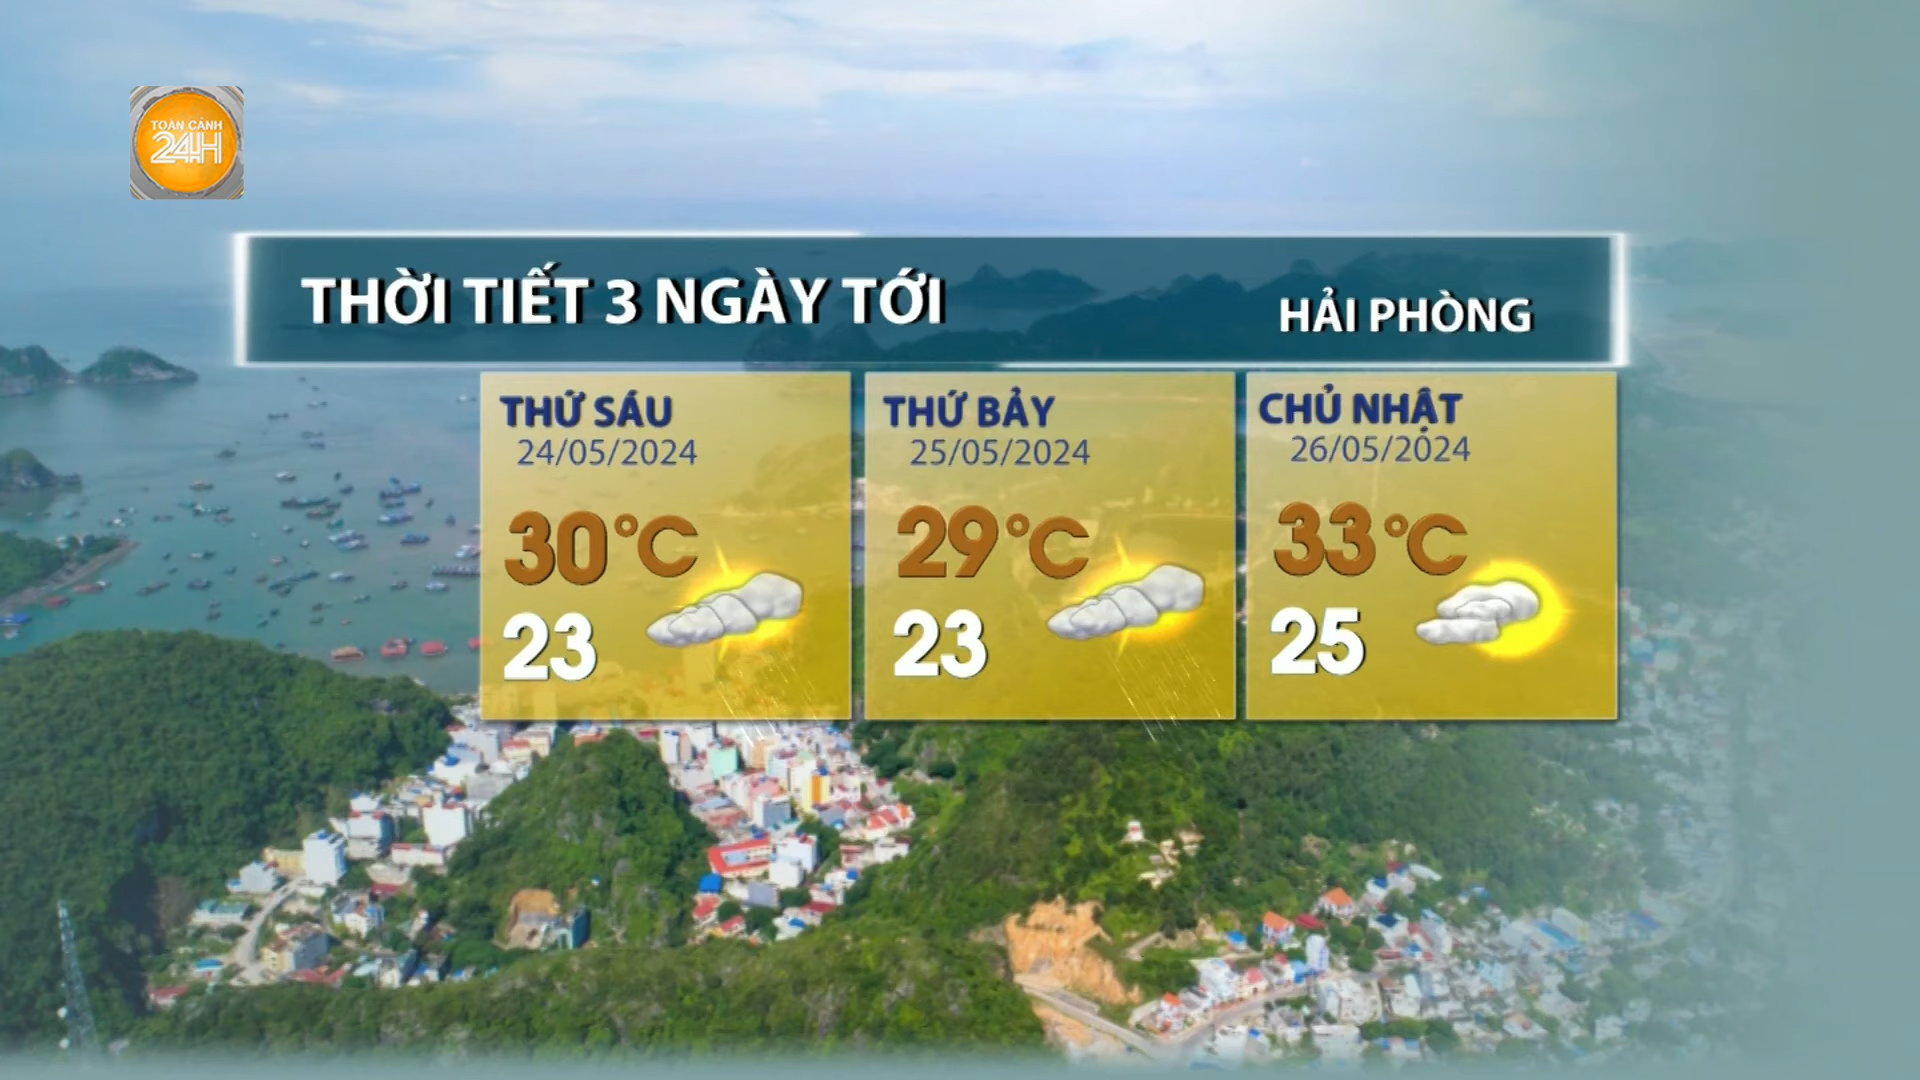 TOÀN CẢNH
24H
THỜI TIẾT 3 NGÀY TỚI
HẢI PHÒNG
THỨ SÁU
24/05/2024
30°C
23
THỨ BẢY
25/05/2024
29°C
23
CHỦ NHẬT
26/05/2024
33°C
25